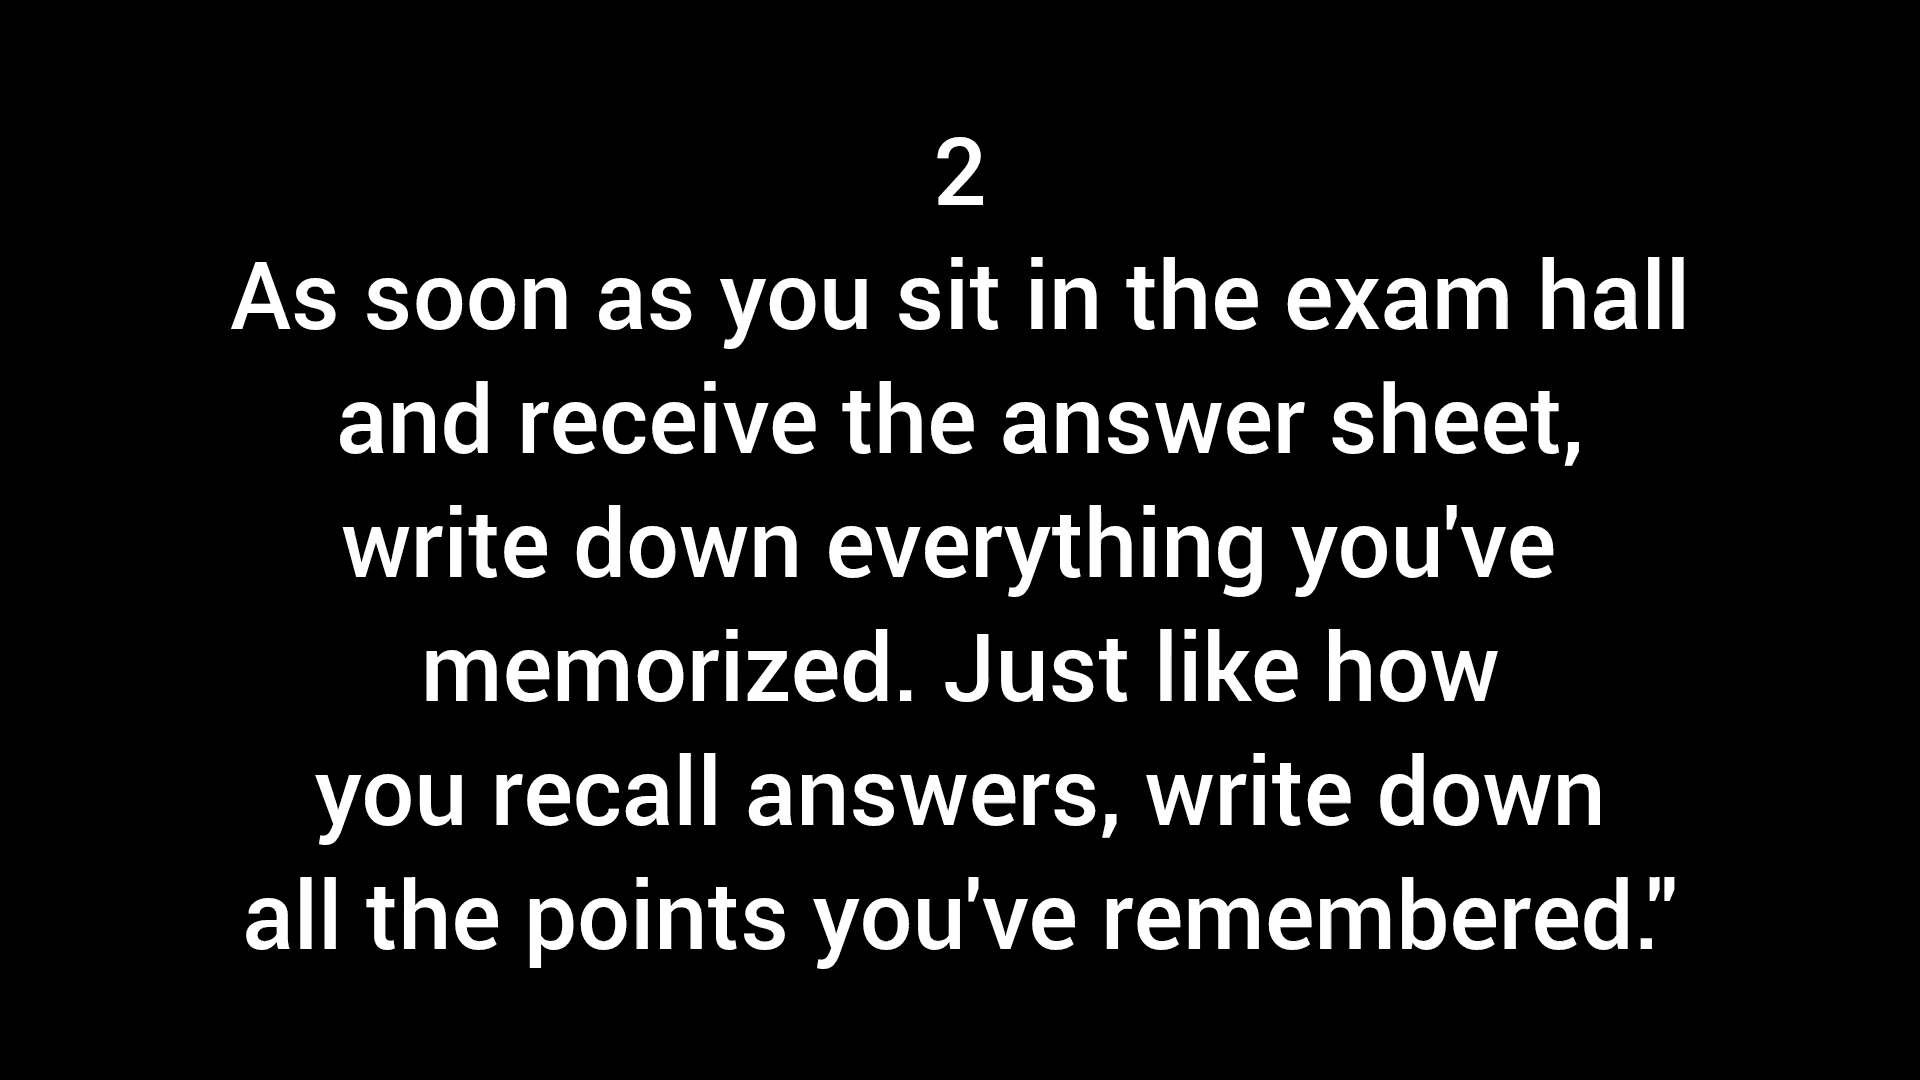 2
As soon as you sit in the exam hall
and receive the answer sheet,
write down everything you've
memorized. Just like how
you recall answers, write down
all the points you've remembered."